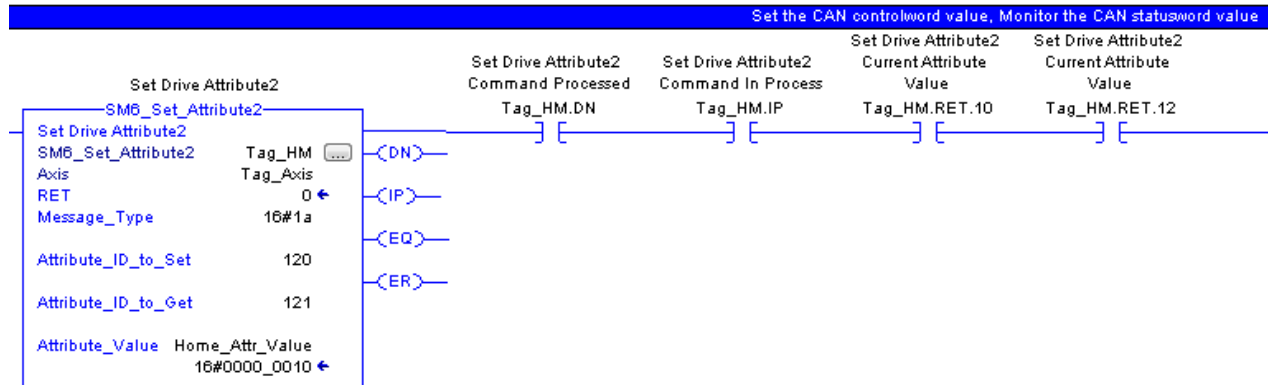 Set the CAN controlword value, Monitor the CAN statusword value
Set Drive Attribute2
SM6_Set_Attribute2
Set Drive Attribute2
SM6_Set_Attribute2 Tag_HM ...
Axis Tag_Axis
RET 0
Message_Type 16#1a
Attribute_ID_to_Set 120
Attribute_ID_to_Get 121
Attribute_Value Home_Attr_Value
16#0000_0010
DN
IP
EQ
ER
Set Drive Attribute2
Command Processed
Tag_HM.DN
Set Drive Attribute2
Command In Process
Tag_HM.IP
Set Drive Attribute2
Current Attribute
Value
Tag_HM.RET.10
Set Drive Attribute2
Current Attribute
Value
Tag_HM.RET.12